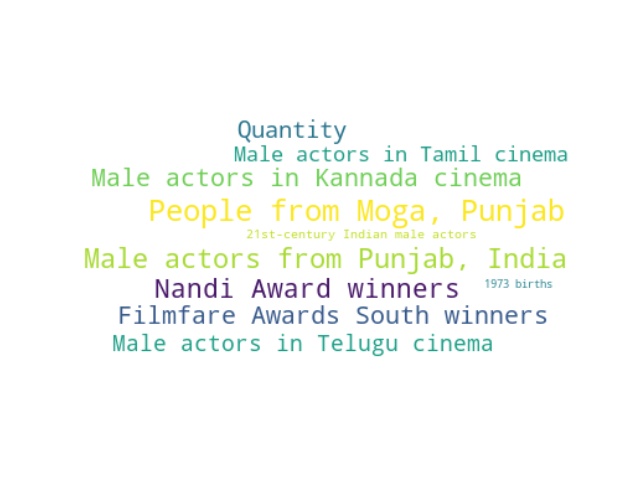 Quantity
Male actors in Tamil cinema
Male actors in Kannada cinema
People from Moga, Punjab
21st-century Indian male actors
Male actors from Punjab, India
Nandi Award winners
1973 births
Filmfare Awards South winners
Male actors in Telugu cinema